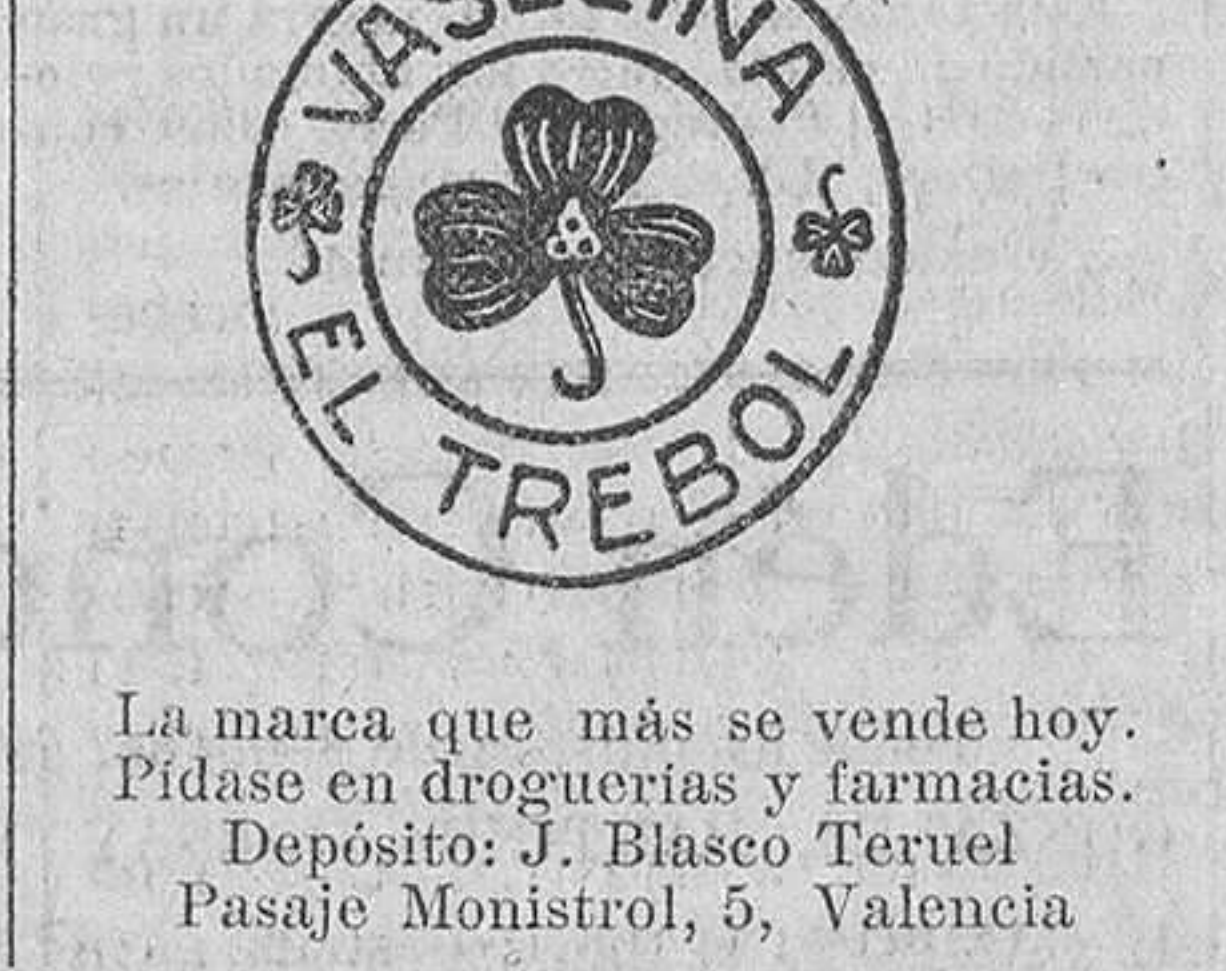 VASELINA
EL TREBOL
La marca que más se vende hoy.
Pídase en droguerías y farmacias.
Depósito: J. Blasco Teruel
Pasaje Monistrol, 5, Valencia